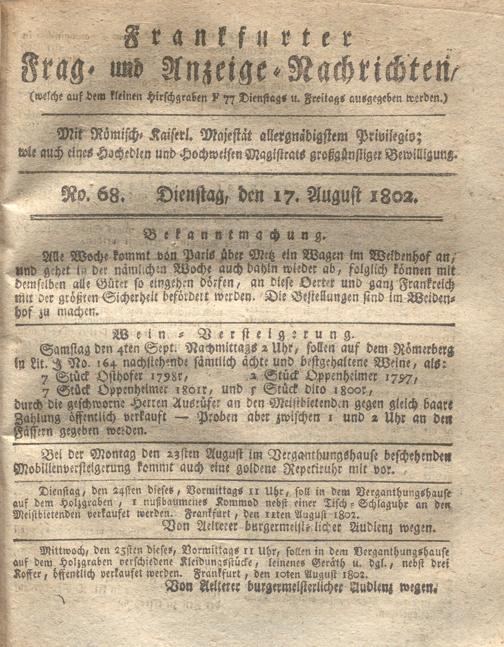 Frankfurter
Frag- und Anzeige-Nachrichten,
(welche auf dem kleinen Hirschgraben F 77 Dienstags u. Freitags ausgegeben werden.)
Mit Römisch-Kaiserl. Majestät allergnädigstem Privilegio;
wie auch eines Hochedlen und Hochweisen Magistrats großgünstiger Bewilligung.
No. 68. Dienstag, den 17. August 1802.
Bekanntmachung.
Alle Woche kommt von Paris über Metz ein Wagen im Weidenhof an,
und gehet in der nämlichen Woche auch dahin wieder ab, folglich können mit
demselben alle Güter so eingehen dörfen, an diese Oerter und ganz Frankreich
mit der größten Sicherheit befördert werden. Die Bestellungen sind im Weiden-
hof zu machen.
Wein-Versteigerung.
Samstag den 4ten Sept. Nachmittags 2 Uhr, sollen auf dem Römerberg
in Lit. J No. 164 nachstehende sämtlich ächte und bestgehaltene Weine, als:
7 Stück Osthofer 1798r, 2 Stück Oppenheimer 1797,
7 Stück Oppenheimer 1801r, und 5 Stück dito 1800r,
durch die geschworne Herren Ausrüfer an den Meistbietenden gegen gleich baare
Zahlung öffentlich verkauft — Proben aber zwischen 1 und 2 Uhr an den
Fässern gegeben werden.
Bei der Montag den 23sten August im Verganthungshause beschehenden
Mobilienversteigerung kommt auch eine goldene Repetiruhr mit vor.
Dienstag, den 24sten dieses, Vormittags 11 Uhr, soll in dem Verganthungshause
auf dem Holzgraben, 1 nußbaumenes Kommod nebst einer Tisch-Schlaguhr an den
Meistbietenden verkaufet werden. Frankfurt, den 12ten August 1802.
Von Aelterer burgermeisterlicher Audienz wegen.
Mittwoch, den 25sten dieses, Vormittags 11 Uhr, sollen in dem Verganthungshause
auf dem Holzgraben verschiedene Kleidungsstücke, leinenes Geräth u. dgl., nebst drei
Koffer, öffentlich verkaufet werden. Frankfurt, den 10ten August 1802.
Von Aelterer burgermeisterlicher Audienz wegen.